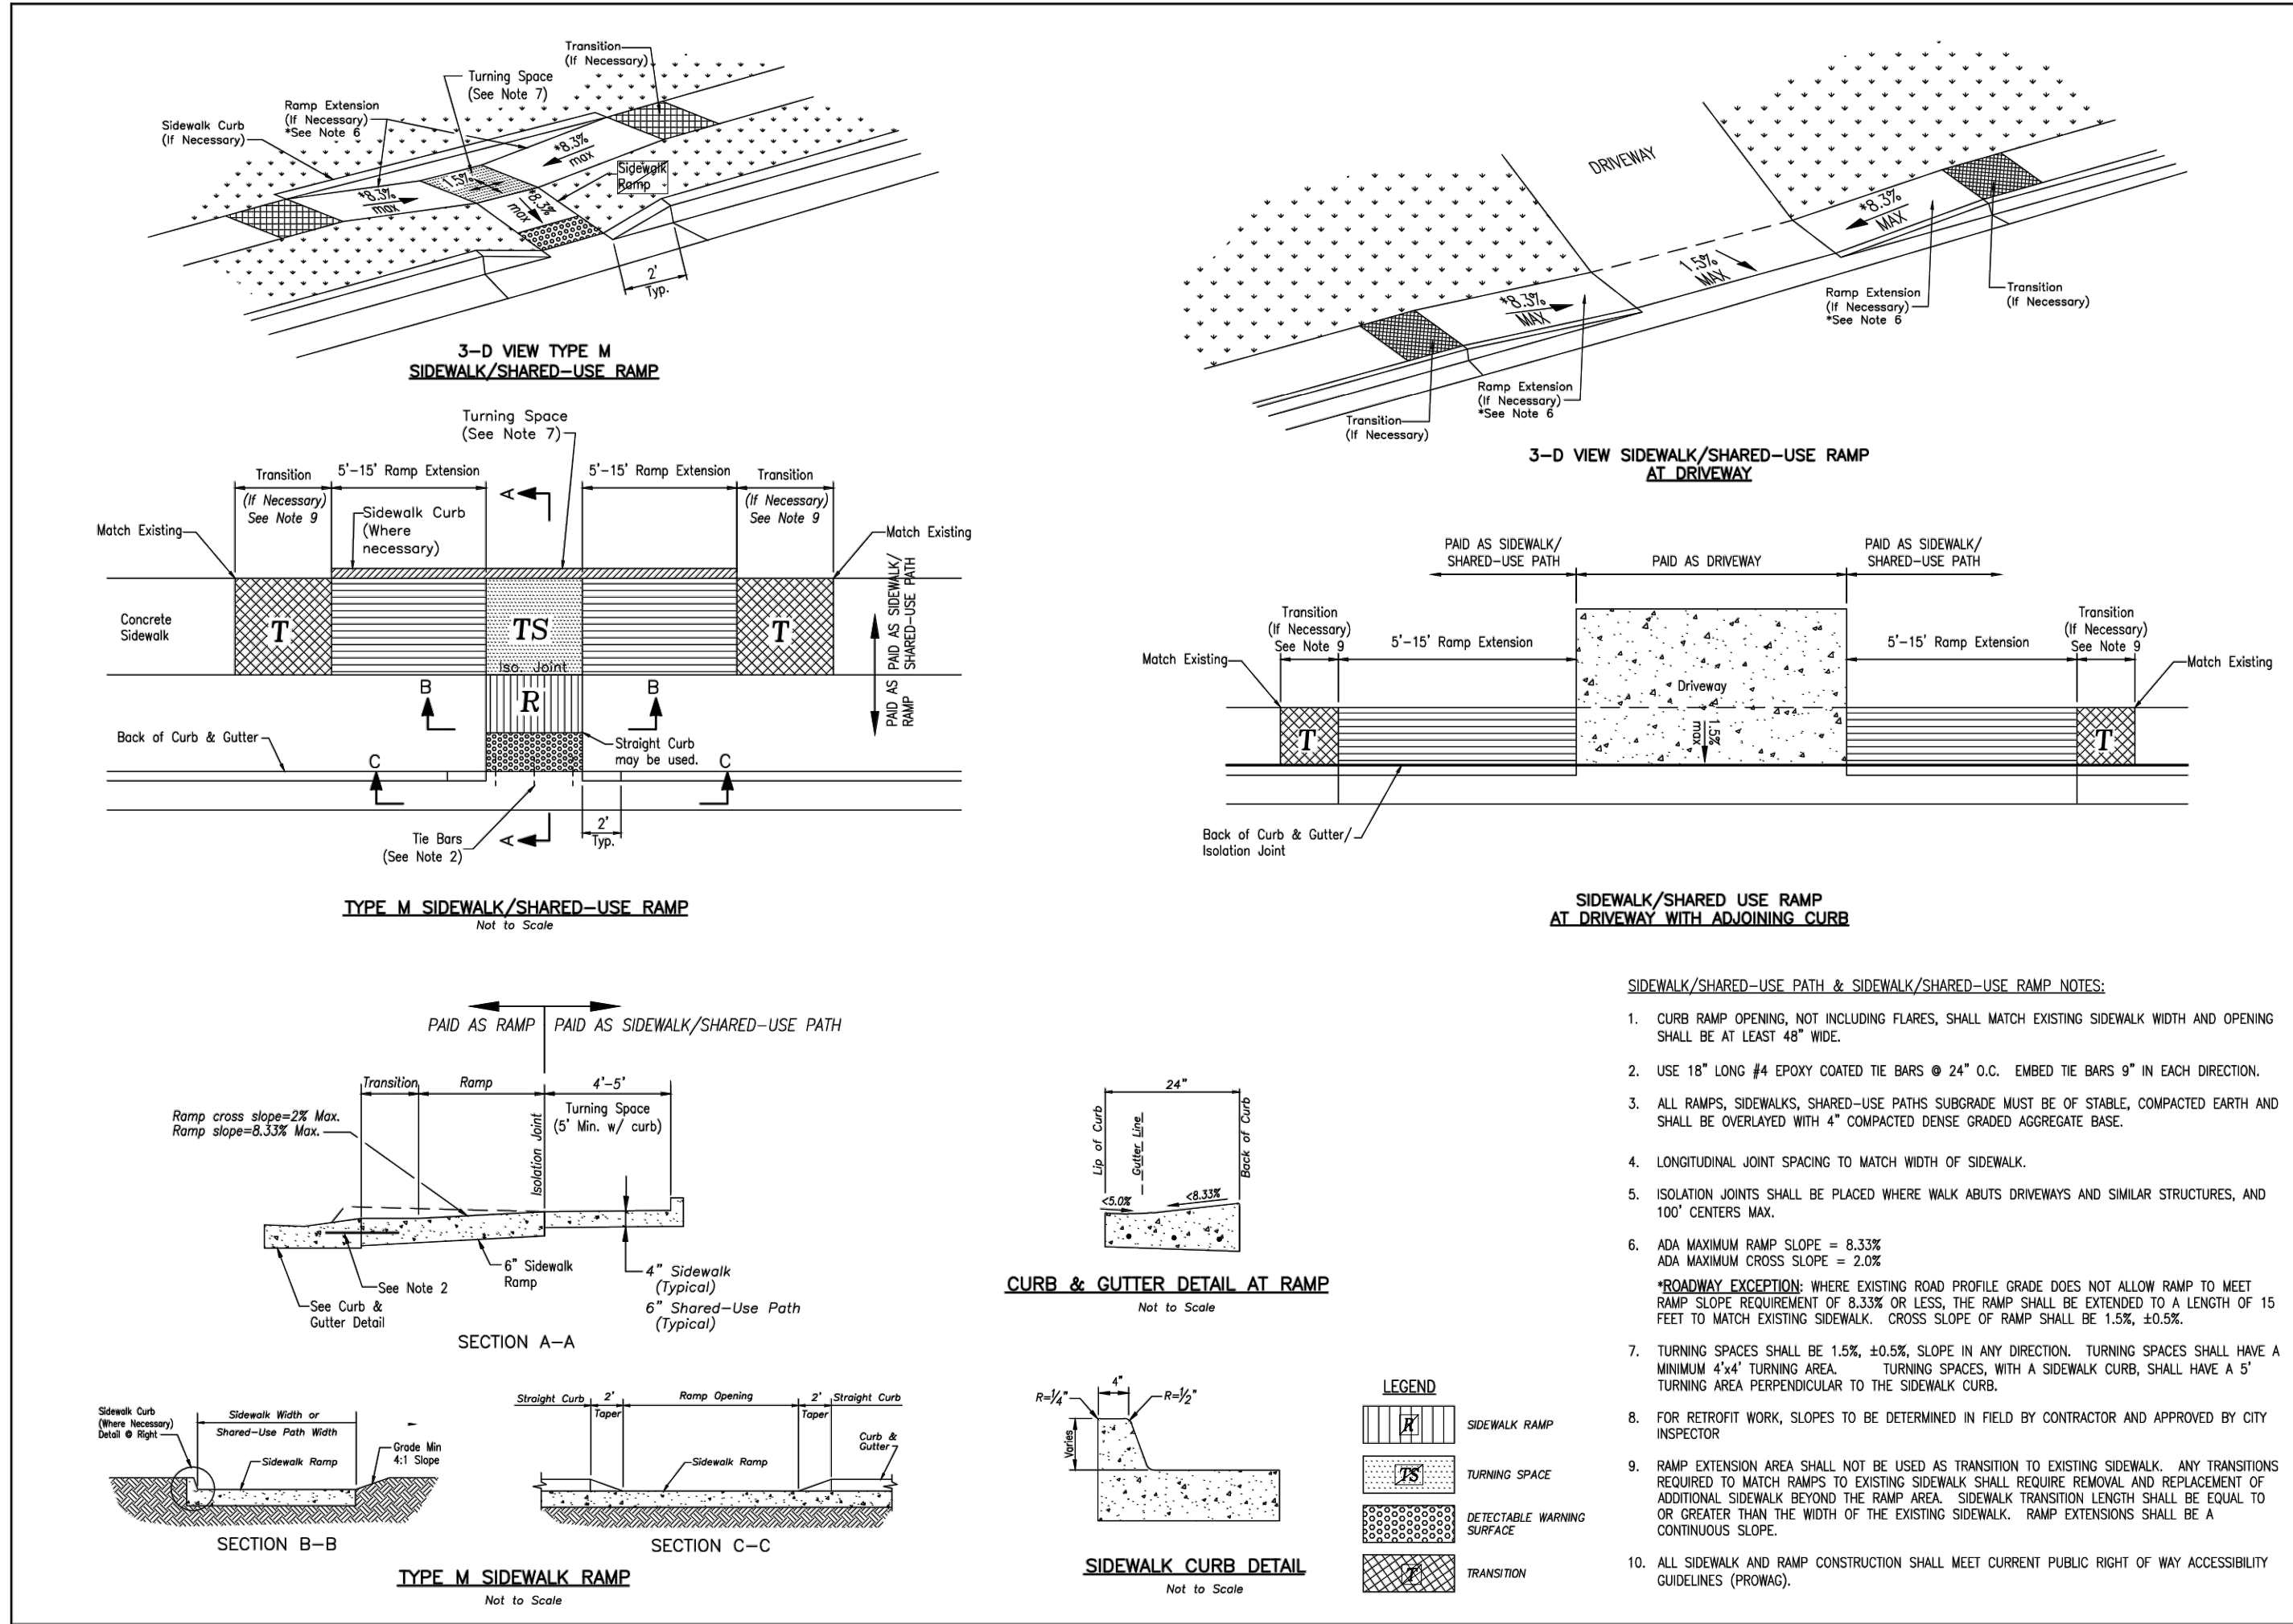 Transition
(If Necessary)
Turning Space
(See Note 7)
Ramp Extension
(If Necessary)
*See Note 6
Sidewalk Curb
(If Necessary)
*8.3%
max
Sidewalk
Ramp
1.5%
*8.3%
max
*8.3%
max
2'
Typ.
3-D VIEW TYPE M
SIDEWALK/SHARED-USE RAMP
DRIVEWAY
*8.3%
MAX
1.5%
MAX
*8.3%
MAX
Ramp Extension
(If Necessary)
*See Note 6
Transition
(If Necessary)
Ramp Extension
(If Necessary)
*See Note 6
Transition
(If Necessary)
3-D VIEW SIDEWALK/SHARED-USE RAMP
AT DRIVEWAY
Turning Space
(See Note 7)
Transition
(If Necessary)
See Note 9
5'-15' Ramp Extension
A
5'-15' Ramp Extension
Transition
(If Necessary)
See Note 9
Match Existing
Sidewalk Curb
(Where
necessary)
Match Existing
Concrete
Sidewalk
T
TS
T
Iso. Joint
PAID AS SIDEWALK/
SHARED-USE PATH
B
R
B
PAID AS
RAMP
Back of Curb & Gutter
Straight Curb
may be used.
C
C
Tie Bars
(See Note 2)
A
2'
Typ.
TYPE M SIDEWALK/SHARED-USE RAMP
Not to Scale
PAID AS SIDEWALK/
SHARED-USE PATH
PAID AS DRIVEWAY
PAID AS SIDEWALK/
SHARED-USE PATH
Transition
(If Necessary)
See Note 9
5'-15' Ramp Extension
5'-15' Ramp Extension
Transition
(If Necessary)
See Note 9
Match Existing
Match Existing
Driveway
1.5%
max
T
T
Back of Curb & Gutter/
Isolation Joint
SIDEWALK/SHARED USE RAMP
AT DRIVEWAY WITH ADJOINING CURB
PAID AS RAMP
PAID AS SIDEWALK/SHARED-USE PATH
Transition
Ramp
4'-5'
Turning Space
(5' Min. w/ curb)
Ramp cross slope=2% Max.
Ramp slope=8.33% Max.
Isolation Joint
6" Sidewalk
Ramp
See Note 2
See Curb &
Gutter Detail
4" Sidewalk
(Typical)
6" Shared-Use Path
(Typical)
SECTION A-A
24"
Lip of Curb
Gutter Line
Back of Curb
<5.0%
<8.33%
CURB & GUTTER DETAIL AT RAMP
Not to Scale
Sidewalk Curb
(Where Necessary)
Detail @ Right
Sidewalk Width or
Shared-Use Path Width
Sidewalk Ramp
Grade Min
4:1 Slope
SECTION B-B
Straight Curb
2'
Taper
Ramp Opening
2'
Taper
Straight Curb
Curb &
Gutter
Sidewalk Ramp
SECTION C-C
TYPE M SIDEWALK RAMP
Not to Scale
4"
R=1/4"
R=1/2"
Varies
SIDEWALK CURB DETAIL
Not to Scale
LEGEND
R
SIDEWALK RAMP
TS
TURNING SPACE
DETECTABLE WARNING
SURFACE
T
TRANSITION
SIDEWALK/SHARED-USE PATH & SIDEWALK/SHARED-USE RAMP NOTES:
1. CURB RAMP OPENING, NOT INCLUDING FLARES, SHALL MATCH EXISTING SIDEWALK WIDTH AND OPENING
SHALL BE AT LEAST 48" WIDE.
2. USE 18" LONG #4 EPOXY COATED TIE BARS @ 24" O.C. EMBED TIE BARS 9" IN EACH DIRECTION.
3. ALL RAMPS, SIDEWALKS, SHARED-USE PATHS SUBGRADE MUST BE OF STABLE, COMPACTED EARTH AND
SHALL BE OVERLAYED WITH 4" COMPACTED DENSE GRADED AGGREGATE BASE.
4. LONGITUDINAL JOINT SPACING TO MATCH WIDTH OF SIDEWALK.
5. ISOLATION JOINTS SHALL BE PLACED WHERE WALK ABUTS DRIVEWAYS AND SIMILAR STRUCTURES, AND
100' CENTERS MAX.
6. ADA MAXIMUM RAMP SLOPE = 8.33%
ADA MAXIMUM CROSS SLOPE = 2.0%
*ROADWAY EXCEPTION: WHERE EXISTING ROAD PROFILE GRADE DOES NOT ALLOW RAMP TO MEET
RAMP SLOPE REQUIREMENT OF 8.33% OR LESS, THE RAMP SHALL BE EXTENDED TO A LENGTH OF 15
FEET TO MATCH EXISTING SIDEWALK. CROSS SLOPE OF RAMP SHALL BE 1.5%, ±0.5%.
7. TURNING SPACES SHALL BE 1.5%, ±0.5%, SLOPE IN ANY DIRECTION. TURNING SPACES SHALL HAVE A
MINIMUM 4'x4' TURNING AREA. TURNING SPACES, WITH A SIDEWALK CURB, SHALL HAVE A 5'
TURNING AREA PERPENDICULAR TO THE SIDEWALK CURB.
8. FOR RETROFIT WORK, SLOPES TO BE DETERMINED IN FIELD BY CONTRACTOR AND APPROVED BY CITY
INSPECTOR
9. RAMP EXTENSION AREA SHALL NOT BE USED AS TRANSITION TO EXISTING SIDEWALK. ANY TRANSITIONS
REQUIRED TO MATCH RAMPS TO EXISTING SIDEWALK SHALL REQUIRE REMOVAL AND REPLACEMENT OF
ADDITIONAL SIDEWALK BEYOND THE RAMP AREA. SIDEWALK TRANSITION LENGTH SHALL BE EQUAL TO
OR GREATER THAN THE WIDTH OF THE EXISTING SIDEWALK. RAMP EXTENSIONS SHALL BE A
CONTINUOUS SLOPE.
10. ALL SIDEWALK AND RAMP CONSTRUCTION SHALL MEET CURRENT PUBLIC RIGHT OF WAY ACCESSIBILITY
GUIDELINES (PROWAG).